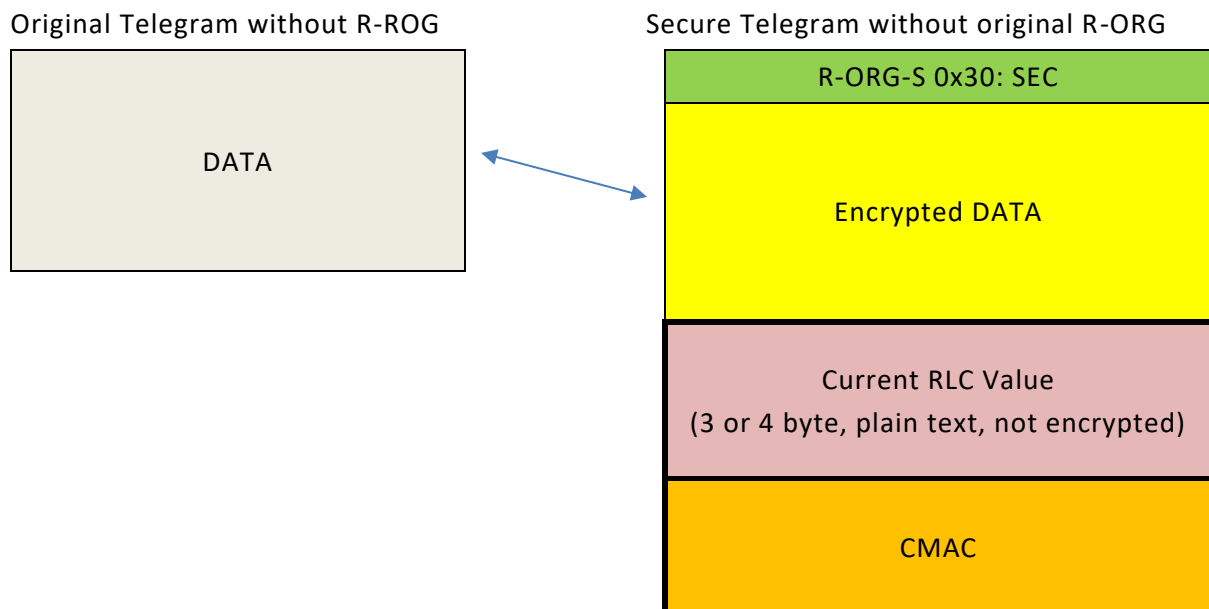 Original Telegram without R-ROG
Secure Telegram without original R-ORG
DATA
R-ORG-S 0x30: SEC
Encrypted DATA
Current RLC Value
(3 or 4 byte, plain text, not encrypted)
CMAC